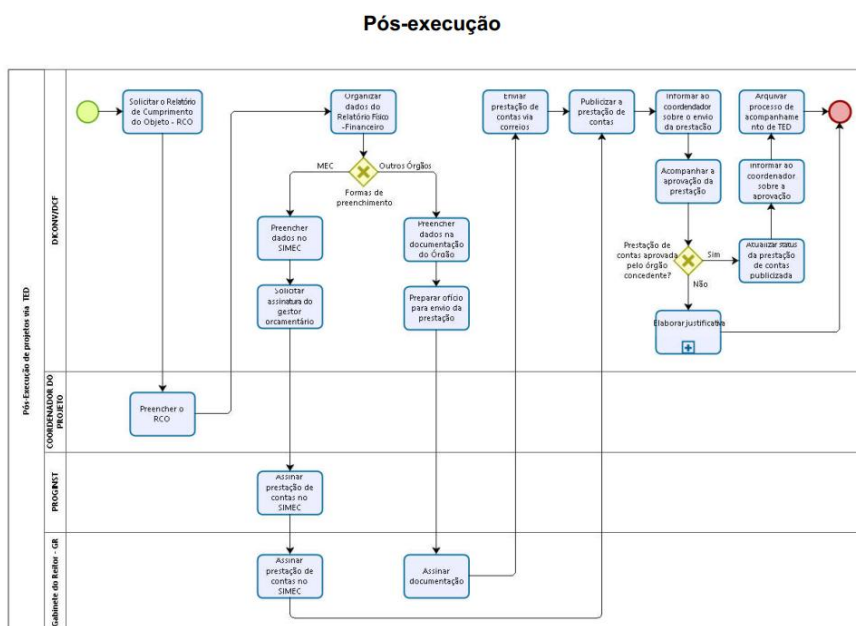 Pós-execução
Pós-Execução de projetos via TED
DICONV/DCF
Solicitar o Relatório
de Cumprimento
do Objeto - RCO
Organizar
dados do
Relatório Físico
-Financeiro
MEC
Outros Órgãos
Formas de
preenchimento
Preencher
dados no
SIMEC
Solicitar
assinatura do
gestor
orçamentário
Preencher
dados na
documentação
do Órgão
Preparar ofício
para envio da
prestação
Enviar
prestação de
contas via
correios
Publicizar a
prestação de
contas
Informar ao
coordendador
sobre o envio
da prestação
Acompanhar a
aprovação da
prestação
Prestação de
contas aprovada
pelo órgão
concedente?
Sim
Não
Elaborar justificativa
Atualizar status
da prestação
de contas
publicizada
Informar ao
coordenador
sobre a
aprovação
Arquivar
processo de
acompanhame
nto de TED
COORDENADOR DO
PROJETO
Preencher o
RCO
PROGINST
Assinar
prestação de
contas no
SIMEC
Gabinete do Reitor - GR
Assinar
prestação de
contas no
SIMEC
Assinar
documentação